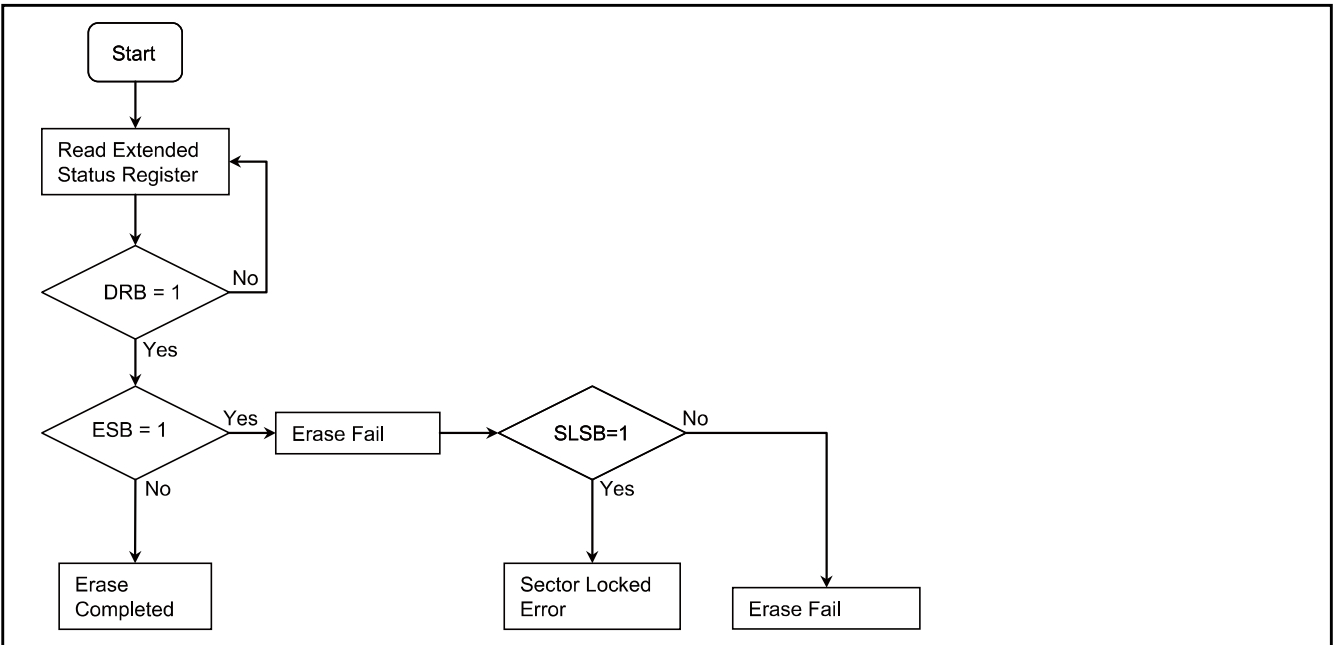 Start
Read Extended
Status Register
DRB = 1
No
Yes
ESB = 1
Yes
Erase Fail
SLSB=1
No
No
Yes
Erase
Completed
Sector Locked
Error
Erase Fail